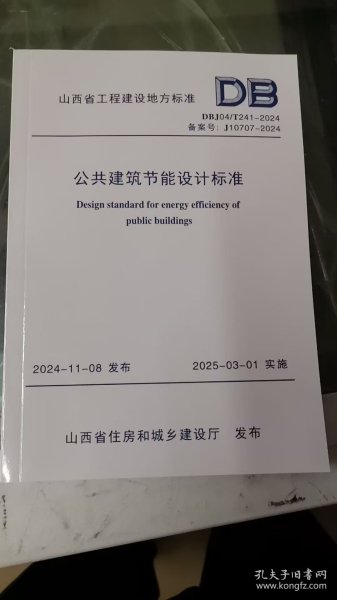 山西省工程建设地方标准
DB
DBJ04/T241-2024
备案号: J10707-2024
公共建筑节能设计标准
Design standard for energy efficiency of
public buildings
2024-11-08 发布
2025-03-01 实施
山西省住房和城乡建设厅 发布
孔夫子旧书网
www.kongfz.com